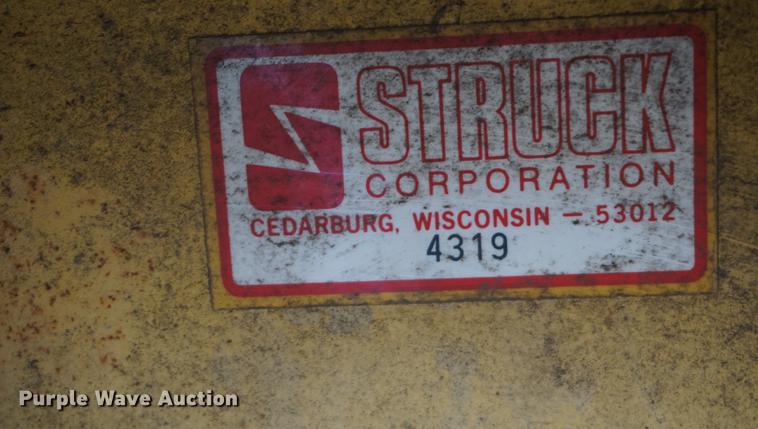 STRUCK
CORPORATION
CEDARBURG, WISCONSIN — 53012
4319
Purple Wave Auction